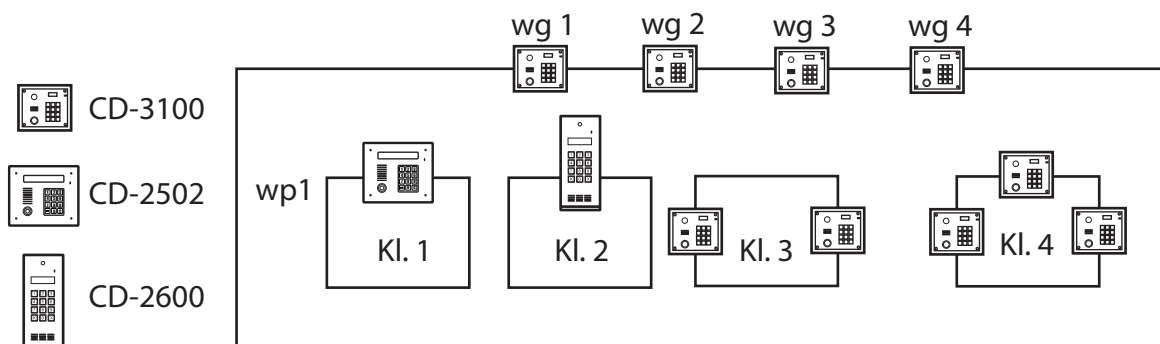 wg 1
wg 2
wg 3
wg 4
CD-3100
CD-2502
CD-2600
wp1
Kl. 1
Kl. 2
Kl. 3
Kl. 4